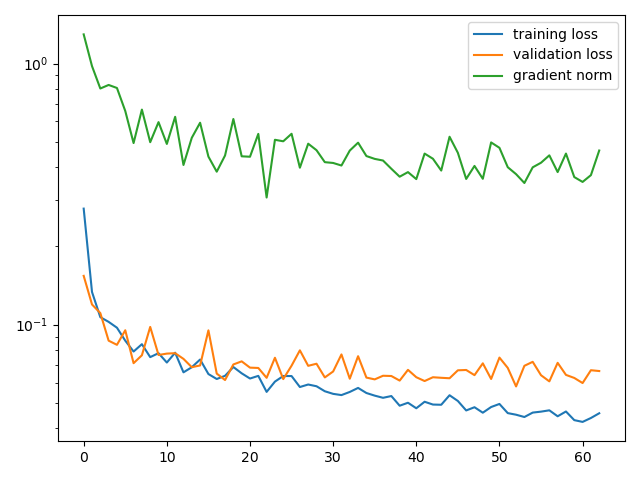 training loss
validation loss
gradient norm
10⁰
10⁻¹
0 10 20 30 40 50 60